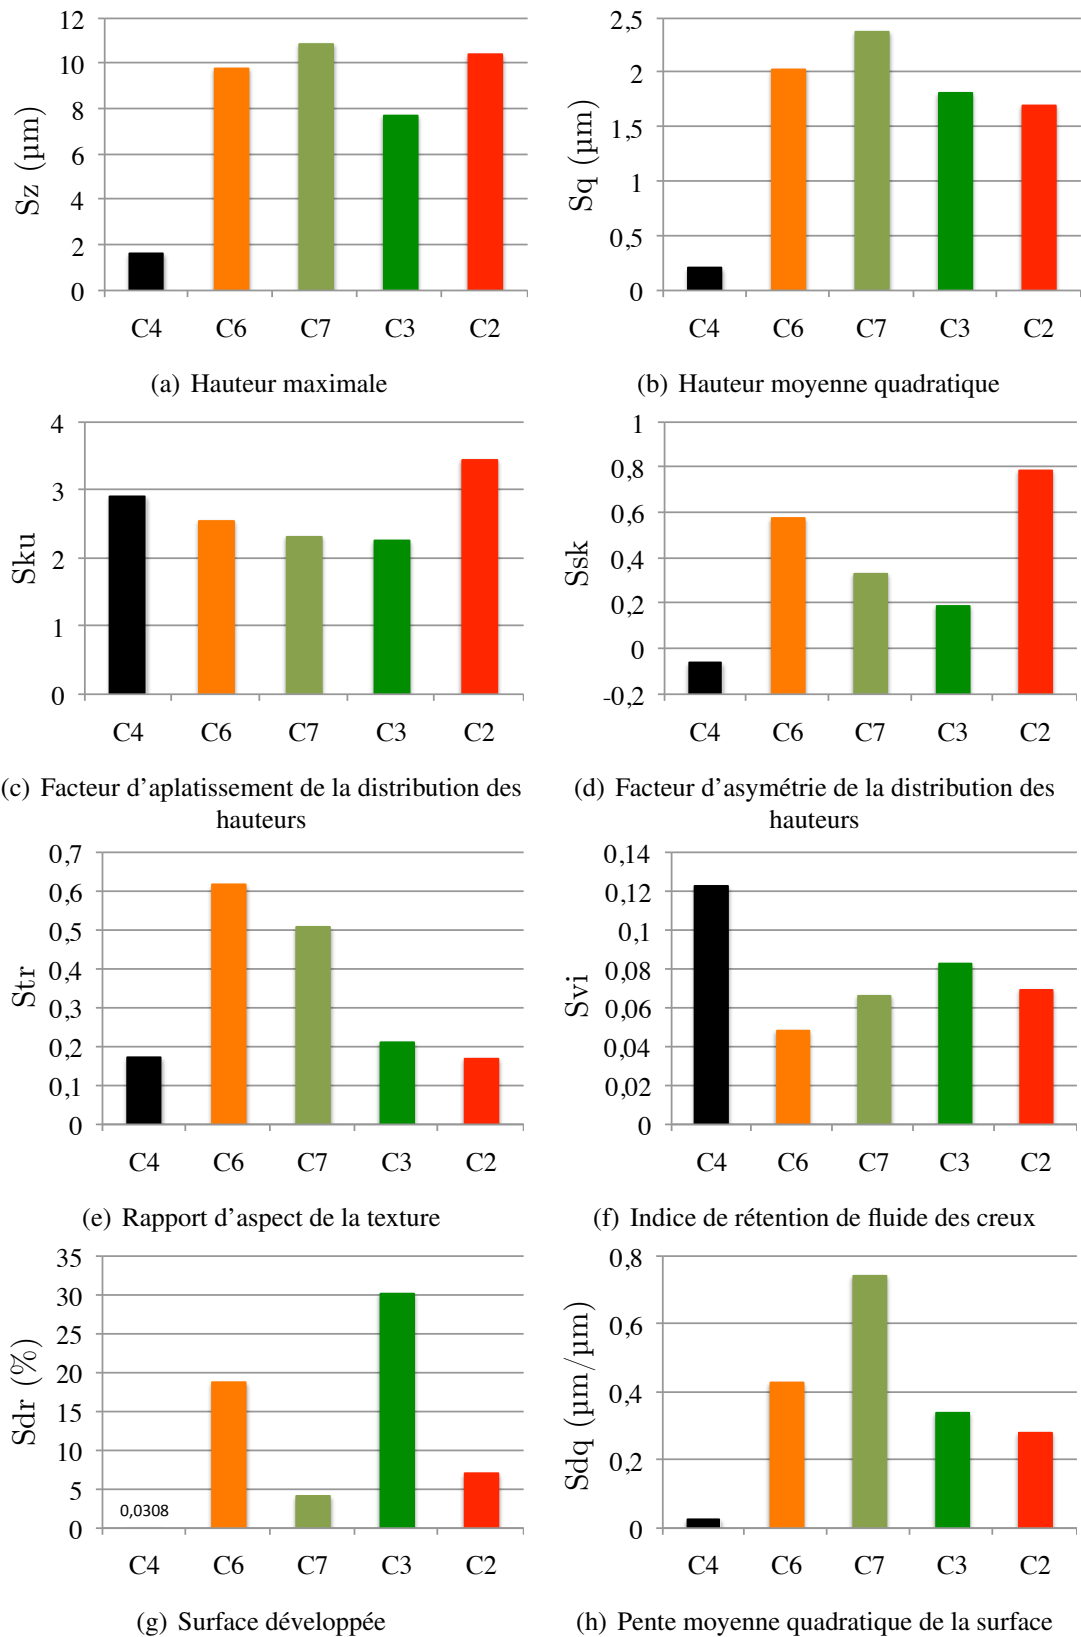 12
10
8
6
4
2
0
Sz (µm)
C4 C6 C7 C3 C2
(a) Hauteur maximale
2,5
2
1,5
1
0,5
0
Sq (µm)
C4 C6 C7 C3 C2
(b) Hauteur moyenne quadratique
4
3
2
1
0
Sku
C4 C6 C7 C3 C2
(c) Facteur d'aplatissement de la distribution des
hauteurs
1
0,8
0,6
0,4
0,2
0
-0,2
Ssk
C4 C6 C7 C3 C2
(d) Facteur d'asymétrie de la distribution des
hauteurs
0,7
0,6
0,5
0,4
0,3
0,2
0,1
0
Str
C4 C6 C7 C3 C2
(e) Rapport d'aspect de la texture
0,14
0,12
0,1
0,08
0,06
0,04
0,02
0
Svi
C4 C6 C7 C3 C2
(f) Indice de rétention de fluide des creux
35
30
25
20
15
10
5
0
Sdr (%)
0,0308
C4 C6 C7 C3 C2
(g) Surface développée
0,8
0,6
0,4
0,2
0
Sdq (µm/µm)
C4 C6 C7 C3 C2
(h) Pente moyenne quadratique de la surface